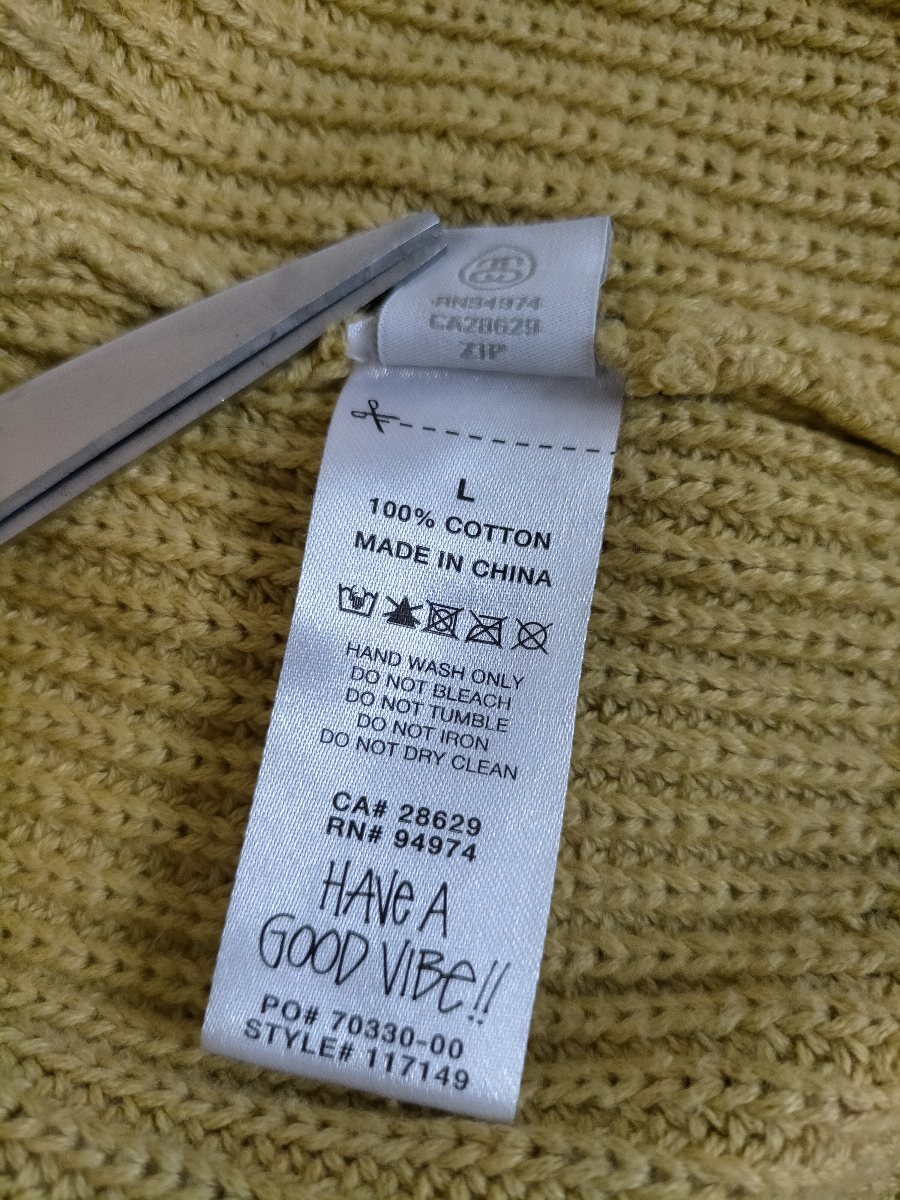 RN94974
CA28629
ZIP
L
100% COTTON
MADE IN CHINA
HAND WASH ONLY
DO NOT BLEACH
DO NOT TUMBLE
DO NOT IRON
DO NOT DRY CLEAN
CA# 28629
RN# 94974
HAVE A
GOOD VIBE!!
PO# 70330-00
STYLE# 117149